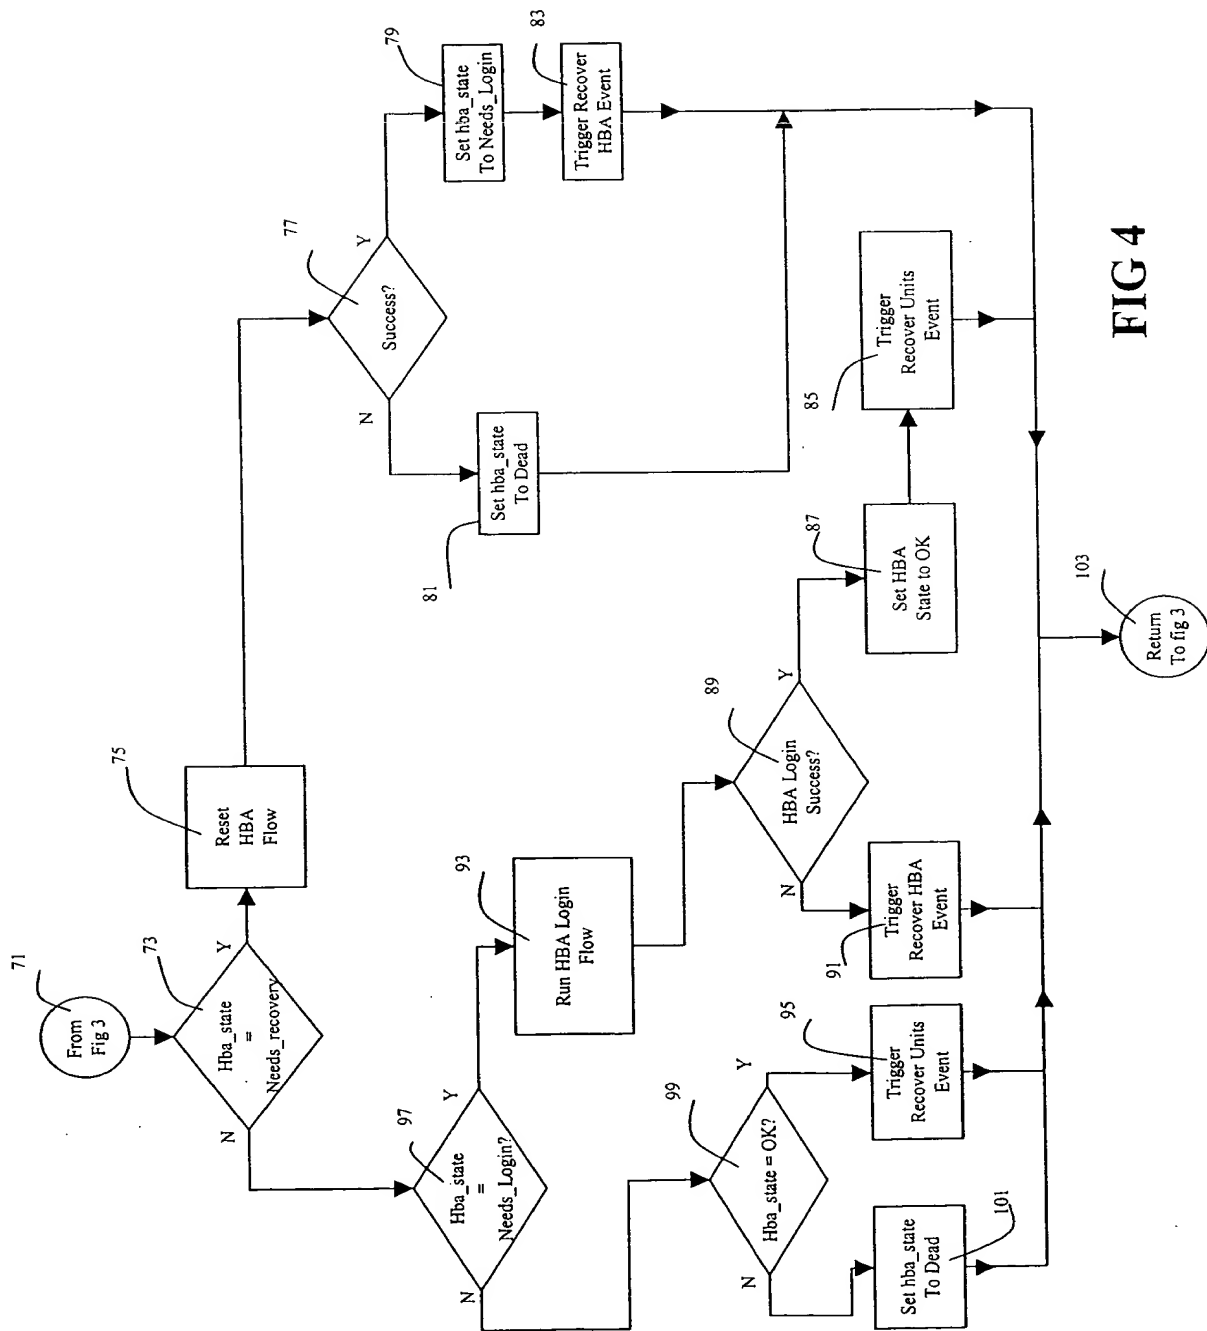 71
From
Fig 3
73
Hba_state
=
Needs_recovery
Y
N
75
Reset
HBA
Flow
77
Success?
Y
N
79
Set hba_state
To Needs_Login
83
Trigger Recover
HBA Event
81
Set hba_state
To Dead
97
Hba_state
=
Needs_Login?
Y
N
93
Run HBA Login
Flow
89
HBA Login
Success?
Y
N
87
Set HBA
State to OK
85
Trigger
Recover Units
Event
91
Trigger
Recover HBA
Event
99
Hba_state = OK?
Y
N
95
Trigger
Recover Units
Event
101
Set hba_state
To Dead
103
Return
To fig 3
FIG 4